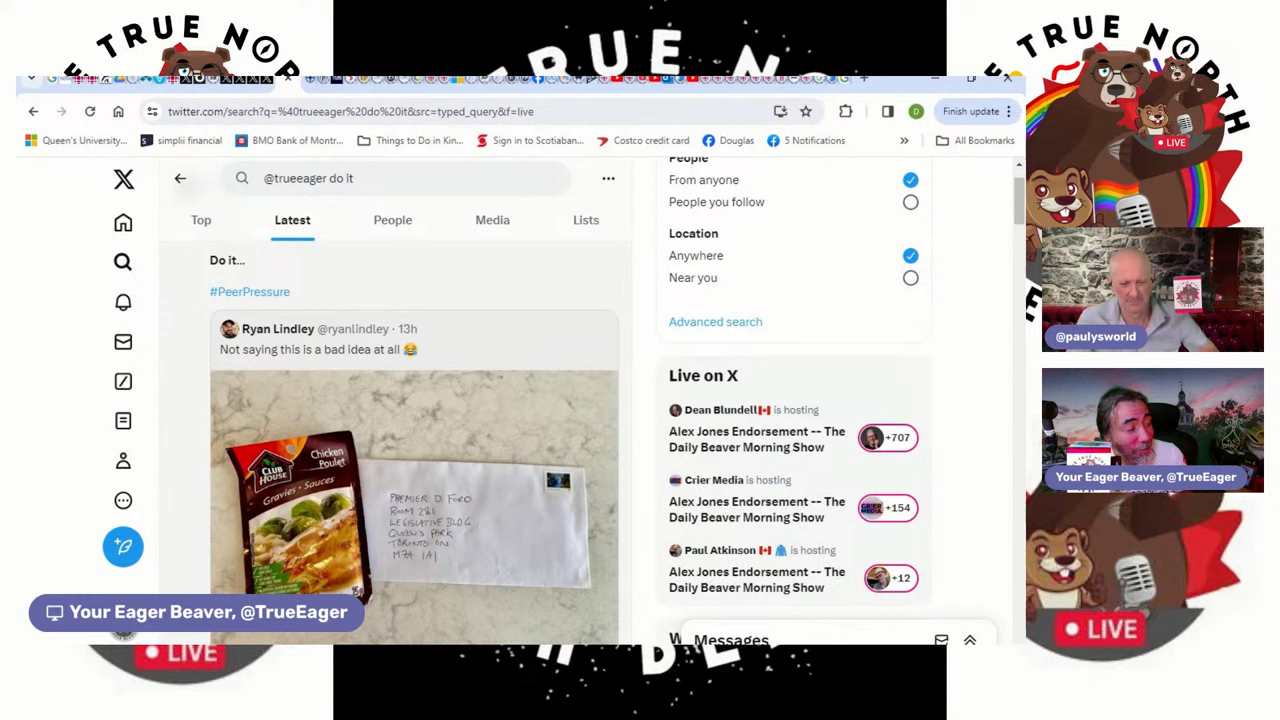 TRUE NOR
RUE N
TRUE NORTH
LIVE
twitter.com/search?q=%40trueeager%20do%20it&src=typed_query&f=live
Finish update
Queen's University...
simplii financial
BMO Bank of Montr...
Things to Do in Kin...
Sign in to Scotiaban...
Costco credit card
Douglas
5 Notifications
»
All Bookmarks
@trueeager do it
Top
Latest
People
Media
Lists
Do it...
#PeerPressure
Ryan Lindley @ryanlindley · 13h
Not saying this is a bad idea at all 😂
CLUB
HOUSE
Chicken
Poulet
Gravies - Sauces
PREMIER D. FORD
ROOM 281
LEGISLATIVE BLDG
QUEEN'S PARK
TORONTO ON
M7A 1A1
People
From anyone
People you follow
Location
Anywhere
Near you
Advanced search
Live on X
Dean Blundell🇨🇦 is hosting
Alex Jones Endorsement -- The
Daily Beaver Morning Show
+707
Crier Media is hosting
Alex Jones Endorsement -- The
Daily Beaver Morning Show
+154
Paul Atkinson 🇨🇦 🧥 is hosting
Alex Jones Endorsement -- The
Daily Beaver Morning Show
+12
Messages
@paulysworld
Your Eager Beaver, @TrueEager
Your Eager Beaver, @TrueEager
LIVE
LIVE